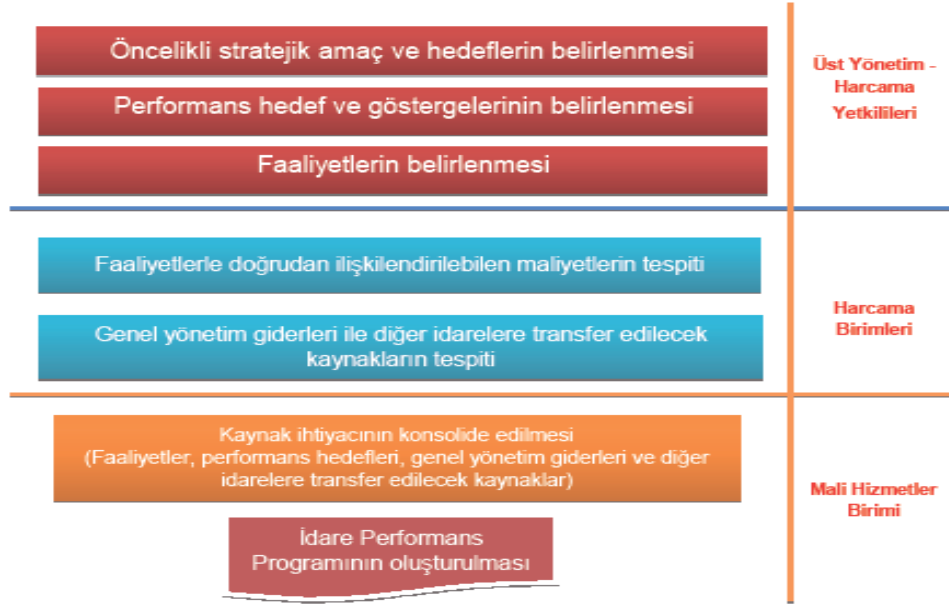 Öncelikli stratejik amaç ve hedeflerin belirlenmesi
Performans hedef ve göstergelerinin belirlenmesi
Faaliyetlerin belirlenmesi
Üst Yönetim -
Harcama
Yetkilileri
Faaliyetlerle doğrudan ilişkilendirilebilen maliyetlerin tespiti
Genel yönetim giderleri ile diğer idarelere transfer edilecek
kaynakların tespiti
Harcama
Birimleri
Kaynak ihtiyacının konsolide edilmesi
(Faaliyetler, performans hedefleri, genel yönetim giderleri ve diğer
idarelere transfer edilecek kaynaklar)
İdare Performans
Programının oluşturulması
Mali Hizmetler
Birimi